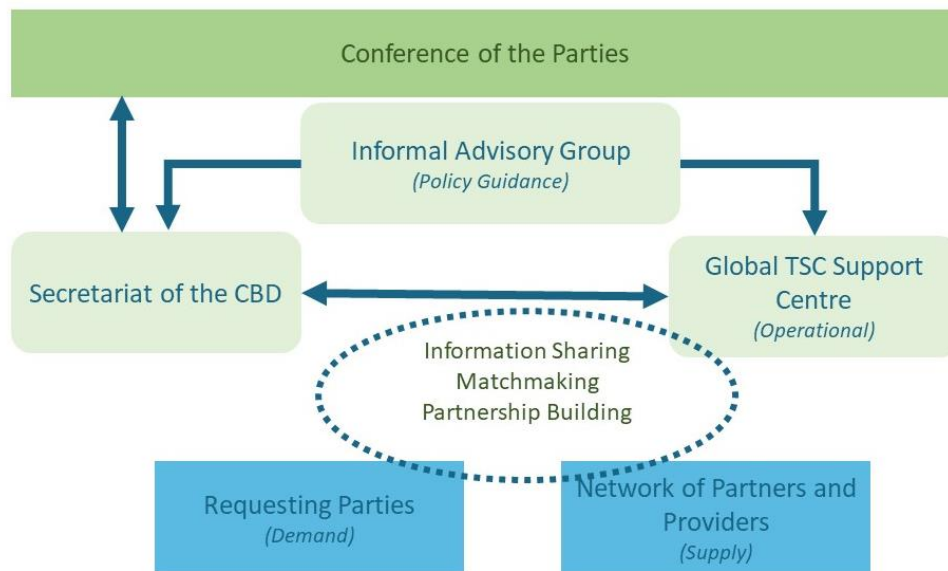 Conference of the Parties
Informal Advisory Group
(Policy Guidance)
Secretariat of the CBD
Global TSC Support
Centre
(Operational)
Information Sharing
Matchmaking
Partnership Building
Requesting Parties
(Demand)
Network of Partners and
Providers
(Supply)